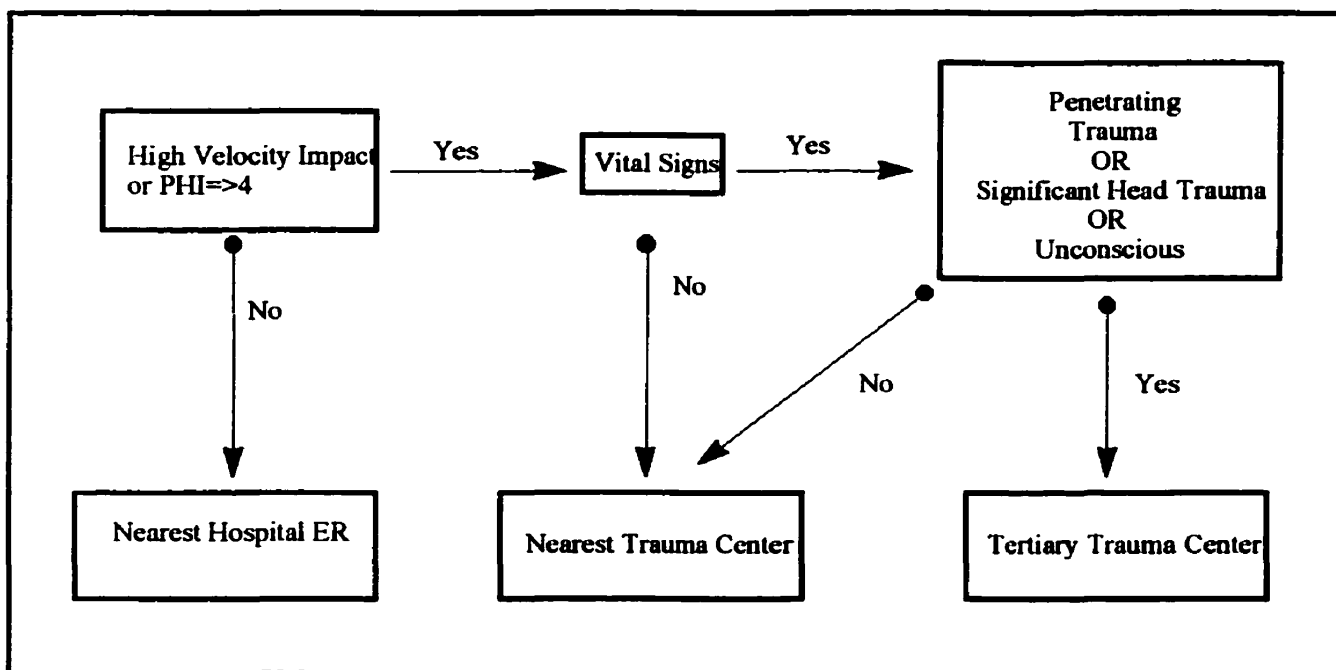 High Velocity Impact
or PHI=>4
Yes
Vital Signs
Yes
Penetrating
Trauma
OR
Significant Head Trauma
OR
Unconscious
No
No
No
Yes
Nearest Hospital ER
Nearest Trauma Center
Tertiary Trauma Center